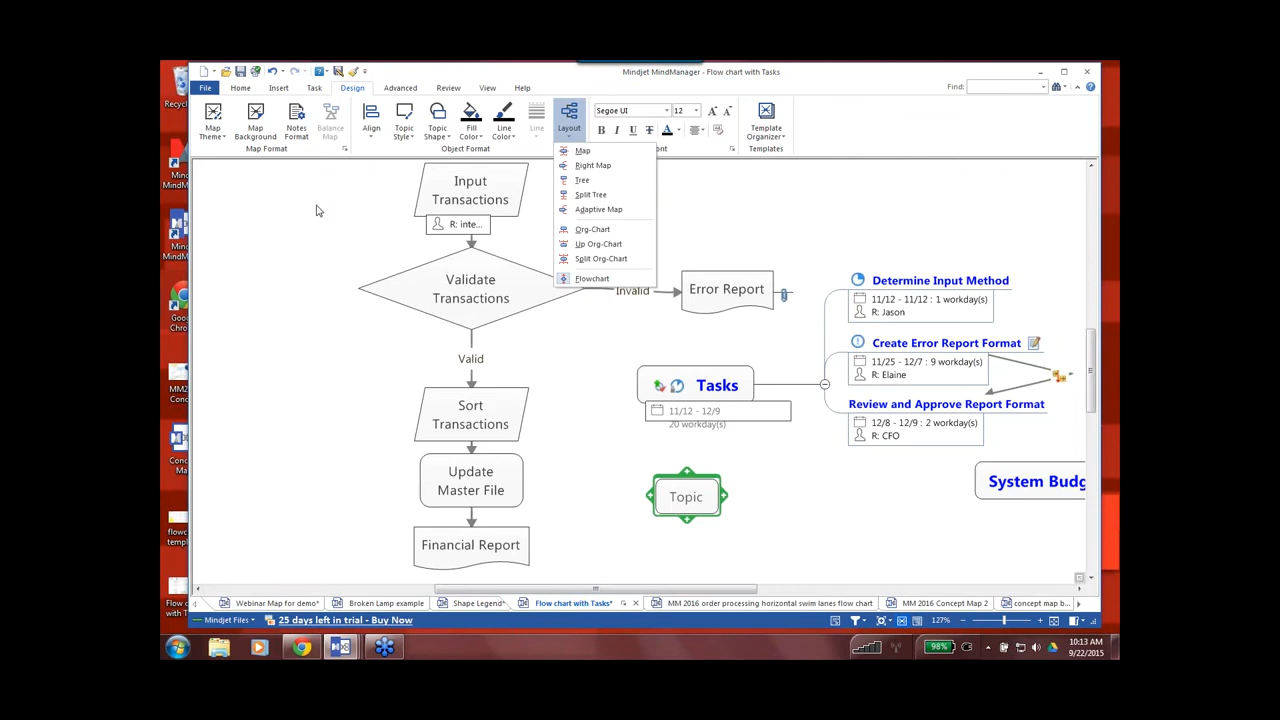 Mindjet MindManager - Flow chart with Tasks
File Home Insert Task Design Advanced Review View Help Find:
Map Theme Map Background Notes Format Balance Map Align Topic Style Topic Shape Fill Color Line Color Line Layout Segoe UI 12 Template Organizer
B I U T A
Map Format Object Format Font Templates
Map
Right Map
Tree
Split Tree
Adaptive Map
Org-Chart
Up Org-Chart
Split Org-Chart
Flowchart
Input
Transactions
R: inte...
Validate
Transactions
Invalid
Error Report
Valid
Sort
Transactions
Update
Master File
Financial Report
Determine Input Method
11/12 - 11/12 : 1 workday(s)
R: Jason
Create Error Report Format
11/25 - 12/7 : 9 workday(s)
R: Elaine
Tasks
11/12 - 12/9
20 workday(s)
Review and Approve Report Format
12/8 - 12/9 : 2 workday(s)
R: CFO
Topic
System Budg
Webinar Map for demo* Broken Lamp example Shape Legend* Flow chart with Tasks* MM 2016 order processing horizontal swim lanes flow chart MM 2016 Concept Map 2 concept map b...
Mindjet Files 25 days left in trial - Buy Now 127%
98% 10:13 AM
9/22/2015